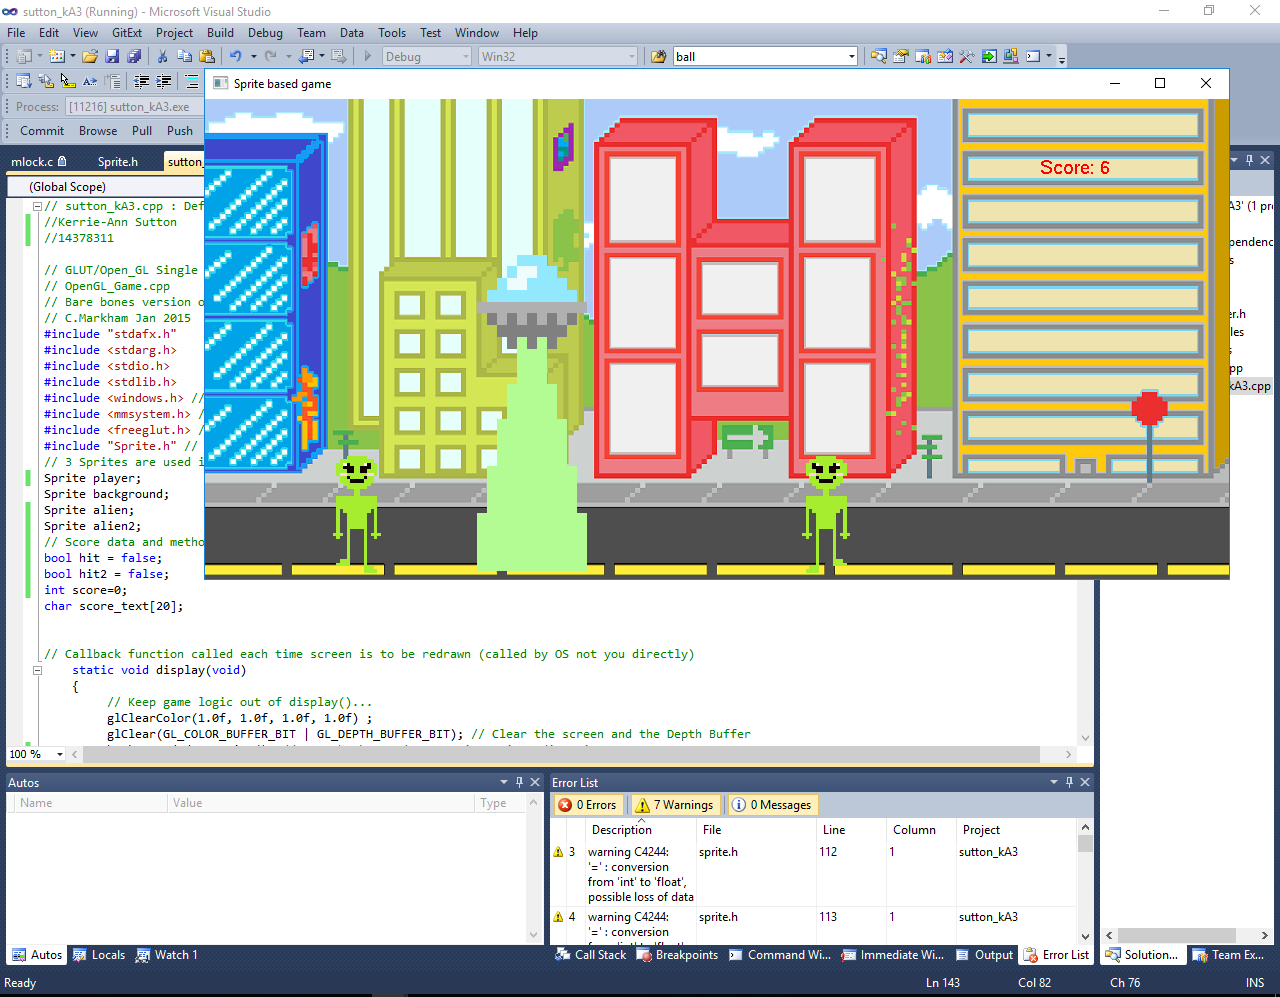 sutton_kA3 (Running) - Microsoft Visual Studio
File Edit View GitExt Project Build Debug Team Data Tools Test Window Help
Debug Win32 ball
Process: [11216] sutton_kA3.exe
Commit Browse Pull Push
Sprite based game
Score: 6
mlock.c Sprite.h sutton_
(Global Scope)
// sutton_kA3.cpp : Def
//Kerrie-Ann Sutton
//14378311
// GLUT/Open_GL Single
// OpenGL_Game.cpp
// Bare bones version o
// C.Markham Jan 2015
#include "stdafx.h"
#include <stdarg.h>
#include <stdio.h>
#include <stdlib.h>
#include <windows.h> //
#include <mmsystem.h> /
#include <freeglut.h> /
#include "Sprite.h" //
// 3 Sprites are used i
Sprite player;
Sprite background;
Sprite alien;
Sprite alien2;
// Score data and metho
bool hit = false;
bool hit2 = false;
int score=0;
char score_text[20];
// Callback function called each time screen is to be redrawn (called by OS not you directly)
static void display(void)
{
// Keep game logic out of display()...
glClearColor(1.0f, 1.0f, 1.0f, 1.0f) ;
glClear(GL_COLOR_BUFFER_BIT | GL_DEPTH_BUFFER_BIT); // Clear the screen and the Depth Buffer
100 %
A3' (1 pro
pendenc
s
er.h
les
s
pp
kA3.cpp
Autos
Name Value Type
Error List
0 Errors 7 Warnings 0 Messages
Description File Line Column Project
3 warning C4244: '=' : conversion from 'int' to 'float', possible loss of data sprite.h 112 1 sutton_kA3
4 warning C4244: '=' : conversion sprite.h 113 1 sutton_kA3
Autos Locals Watch 1
Call Stack Breakpoints Command Wi... Immediate Wi... Output Error List
Solution... Team Ex...
Ready Ln 143 Col 82 Ch 76 INS